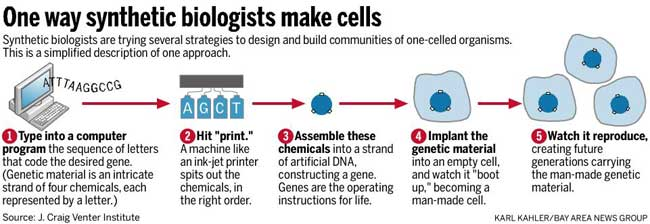 One way synthetic biologists make cells
Synthetic biologists are trying several strategies to design and build communities of one-celled organisms.
This is a simplified description of one approach.
ATTTAAGGCCG
A G C T
1 Type into a computer
program the sequence of letters
that code the desired gene.
(Genetic material is an intricate
strand of four chemicals, each
represented by a letter.)
2 Hit "print."
A machine like
an ink-jet printer
spits out the
chemicals, in
the right order.
3 Assemble these
chemicals into a strand
of artificial DNA,
constructing a gene.
Genes are the operating
instructions for life.
4 Implant the
genetic material
into an empty cell,
and watch it "boot
up," becoming a
man-made cell.
5 Watch it reproduce,
creating future
generations carrying
the man-made genetic
material.
Source: J. Craig Venter Institute
KARL KAHLER/BAY AREA NEWS GROUP